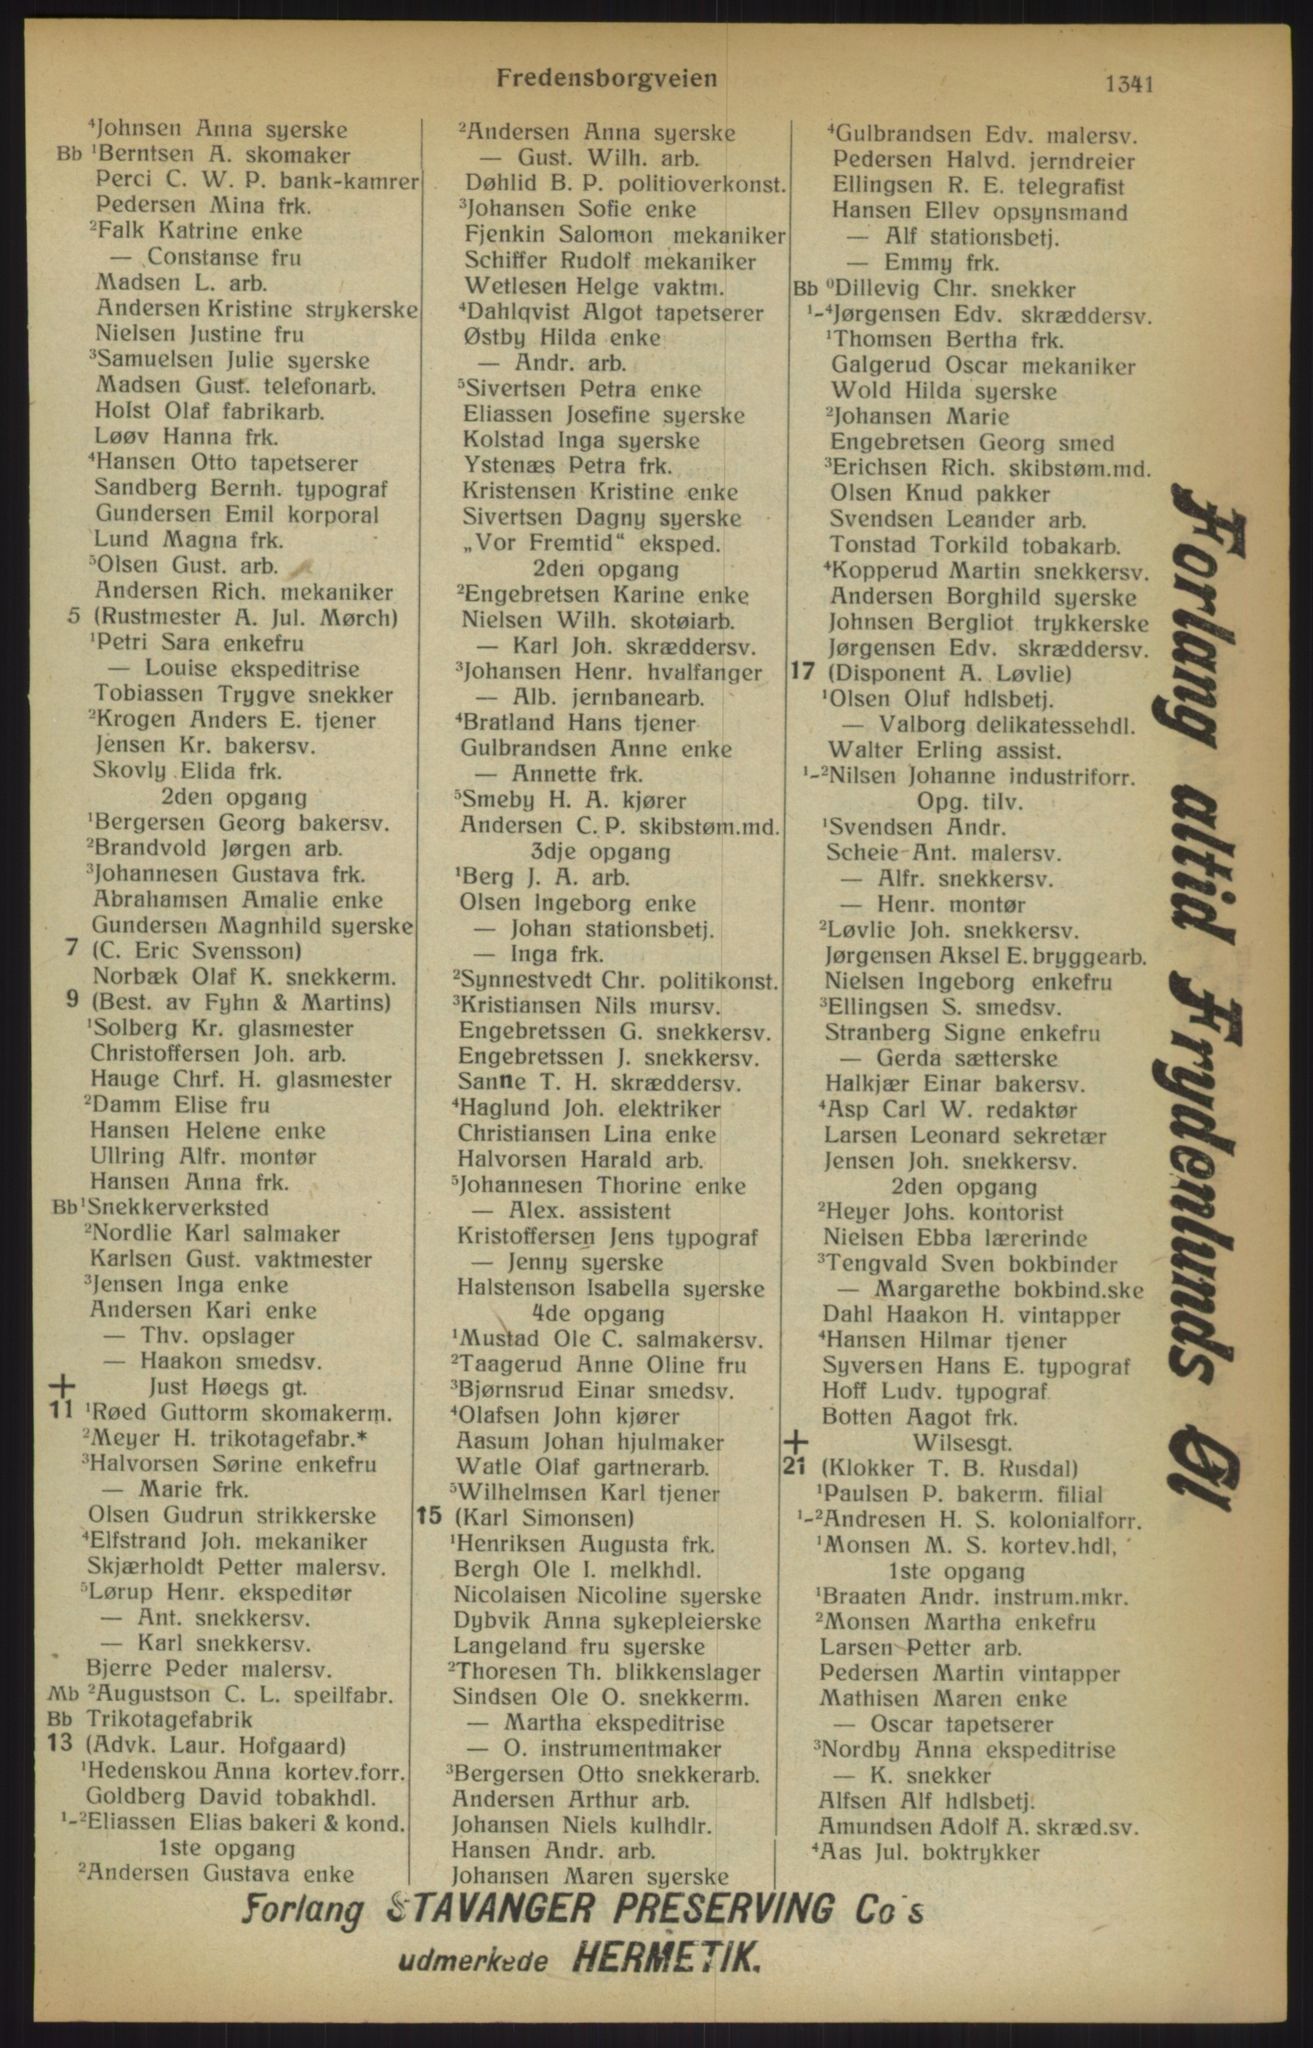 Fredensborgveien
1341
⁴Johnsen Anna syerske
Bb ¹Berntsen A. skomaker
Perci C. W. P. bank-kamrer
Pedersen Mina frk.
²Falk Katrine enke
— Constanse fru
Madsen L. arb.
Andersen Kristine strykerske
Nielsen Justine fru
³Samuelsen Julie syerske
Madsen Gust. telefonarb.
Holst Olaf fabrikarb.
Løøv Hanna frk.
⁴Hansen Otto tapetserer
Sandberg Bernh. typograf
Gundersen Emil korporal
Lund Magna frk.
⁵Olsen Gust. arb.
Andersen Rich. mekaniker
5 (Rustmester A. Jul. Mørch)
¹Petri Sara enkefru
— Louise ekspeditrise
Tobiassen Trygve snekker
²Krogen Anders E. tjener
Jensen Kr. bakersv.
Skovly Elida frk.
2den opgang
¹Bergersen Georg bakersv.
²Brandvold Jørgen arb.
³Johannesen Gustava frk.
Abrahamsen Amalie enke
Gundersen Magnhild syerske
7 (C. Eric Svensson)
Norbæk Olaf K. snekkerm.
9 (Best. av Fyhn & Martins)
¹Solberg Kr. glasmester
Christoffersen Joh. arb.
Hauge Chrf. H. glasmester
²Damm Elise fru
Hansen Helene enke
Ullring Alfr. montør
Hansen Anna frk.
Bb ¹Snekkerverksted
²Nordlie Karl salmaker
Karlsen Gust. vaktmester
³Jensen Inga enke
Andersen Kari enke
— Thv. opslager
— Haakon smedsv.
+ Just Høegs gt.
11 ¹Røed Guttorm skomakerm.
²Meyer H. trikotagefabr.*
³Halvorsen Sørine enkefru
— Marie frk.
Olsen Gudrun strikkerske
⁴Elfstrand Joh. mekaniker
Skjærholdt Petter malersv.
⁵Lørup Henr. ekspeditør
— Ant. snekkersv.
— Karl snekkersv.
Bjerre Peder malersv.
Mb ²Augustson C. L. speilfabr.
Bb Trikotagefabrik
13 (Advk. Laur. Hofgaard)
¹Hedenskou Anna kortev.forr.
Goldberg David tobakhdl.
¹-²Eliassen Elias bakeri & kond.
1ste opgang
²Andersen Gustava enke
²Andersen Anna syerske
— Gust. Wilh. arb.
Døhlid B. P. politioverkonst.
³Johansen Sofie enke
Fjenkin Salomon mekaniker
Schiffer Rudolf mekaniker
Wetlesen Helge vaktm.
⁴Dahlqvist Algot tapetserer
Østby Hilda enke
— Andr. arb.
⁵Sivertsen Petra enke
Eliassen Josefine syerske
Kolstad Inga syerske
Ystenæs Petra frk.
Kristensen Kristine enke
Sivertsen Dagny syerske
„Vor Fremtid“ eksped.
2den opgang
²Engebretsen Karine enke
Nielsen Wilh. skotøiarb.
— Karl Joh. skræddersv.
³Johansen Henr. hvalfanger
— Alb. jernbanearb.
⁴Bratland Hans tjener
Gulbrandsen Anne enke
— Annette frk.
⁵Smeby H. A. kjører
Andersen C. P. skibstøm.md.
3dje opgang
¹Berg J. A. arb.
Olsen Ingeborg enke
— Johan stationsbetj.
— Inga frk.
²Synnestvedt Chr. politikonst.
³Kristiansen Nils mursv.
Engebretssen G. snekkersv.
Engebretssen J. snekkersv.
Sanne T. H. skræddersv.
⁴Haglund Joh. elektriker
Christiansen Lina enke
Halvorsen Harald arb.
⁵Johannesen Thorine enke
— Alex. assistent
Kristoffersen Jens typograf
— Jenny syerske
Halstenson Isabella syerske
4de opgang
¹Mustad Ole C. salmakersv.
²Taagerud Anne Oline fru
³Bjørnsrud Einar smedsv.
⁴Olafsen John kjører
Aasum Johan hjulmaker
Watle Olaf gartnerarb.
⁵Wilhelmsen Karl tjener
15 (Karl Simonsen)
¹Henriksen Augusta frk.
Bergh Ole I. melkhdl.
Nicolaisen Nicoline syerske
Dybvik Anna sykepleierske
Langeland fru syerske
²Thoresen Th. blikkenslager
Sindsen Ole O. snekkerm.
— Martha ekspeditrise
— O. instrumentmaker
³Bergersen Otto snekkerarb.
Andersen Arthur arb.
Johansen Niels kulhdlr.
Hansen Andr. arb.
Johansen Maren syerske
⁴Gulbrandsen Edv. malersv.
Pedersen Halvd. jerndreier
Ellingsen R. E. telegrafist
Hansen Ellev opsynsmand
— Alf stationsbetj.
— Emmy frk.
Bb ⁰Dillevig Chr. snekker
¹-⁴Jørgensen Edv. skræddersv.
¹Thomsen Bertha frk.
Galgerud Oscar mekaniker
Wold Hilda syerske
²Johansen Marie
Engebretsen Georg smed
³Erichsen Rich. skibstøm.md.
Olsen Knud pakker
Svendsen Leander arb.
Tonstad Torkild tobakarb.
⁴Kopperud Martin snekkersv.
Andersen Borghild syerske
Johnsen Bergliot trykkerske
Jørgensen Edv. skræddersv.
17 (Disponent A. Løvlie)
¹Olsen Oluf hdlsbetj.
— Valborg delikatessehdl.
Walter Erling assist.
¹-²Nilsen Johanne industriforr.
Opg. tilv.
¹Svendsen Andr.
Scheie Ant. malersv.
— Alfr. snekkersv.
— Henr. montør
²Løvlie Joh. snekkersv.
Jørgensen Aksel E. bryggearb.
Nielsen Ingeborg enkefru
³Ellingsen S. smedsv.
Stranberg Signe enkefru
— Gerda sætterske
Halkjær Einar bakersv.
⁴Asp Carl W. redaktør
Larsen Leonard sekretær
Jensen Joh. snekkersv.
2den opgang
²Heyer Johs. kontorist
Nielsen Ebba lærerinde
³Tengvald Sven bokbinder
— Margarethe bokbind.ske
Dahl Haakon H. vintapper
⁴Hansen Hilmar tjener
Syversen Hans E. typograf
Hoff Ludv. typograf
Botten Aagot frk.
+ Wilsesgt.
21 (Klokker T. B. Rusdal)
¹Paulsen P. bakerm. filial
¹-²Andresen H. S. kolonialforr.
¹Monsen M. S. kortev.hdl,
1ste opgang
¹Braaten Andr. instrum.mkr.
²Monsen Martha enkefru
Larsen Petter arb.
Pedersen Martin vintapper
Mathisen Maren enke
— Oscar tapetserer
³Nordby Anna ekspeditrise
— K. snekker
Alfsen Alf hdlsbetj.
Amundsen Adolf A. skræd.sv.
⁴Aas Jul. boktrykker
Forlang altid Frydenlunds Øl
Forlang STAVANGER PRESERVING Co's
udmerkede HERMETIK.